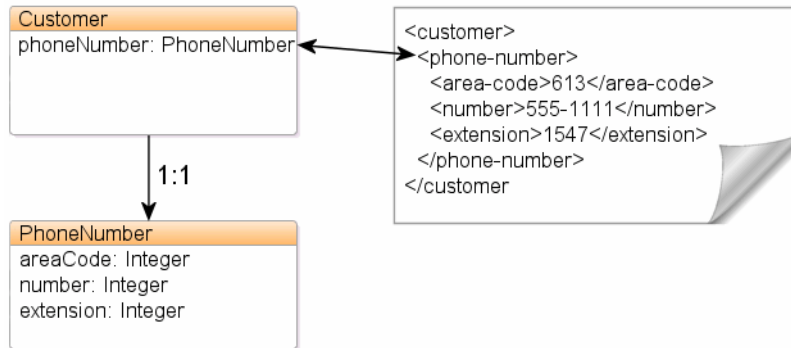 Customer
phoneNumber: PhoneNumber
1:1
PhoneNumber
areaCode: Integer
number: Integer
extension: Integer
<customer>
<phone-number>
<area-code>613</area-code>
<number>555-1111</number>
<extension>1547</extension>
</phone-number>
</customer